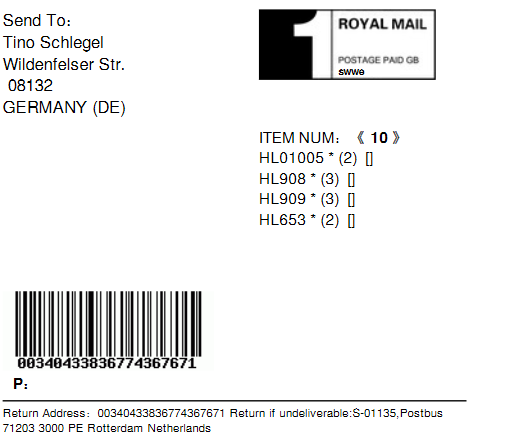 Send To：
Tino Schlegel
Wildenfelser Str.
08132
GERMANY (DE)
1
ROYAL MAIL
POSTAGE PAID GB
swwe
ITEM NUM：《 10 》
HL01005 * (2) []
HL908 * (3) []
HL909 * (3) []
HL653 * (2) []
00340433836774367671
P：
Return Address：00340433836774367671 Return if undeliverable:S-01135,Postbus
71203 3000 PE Rotterdam Netherlands